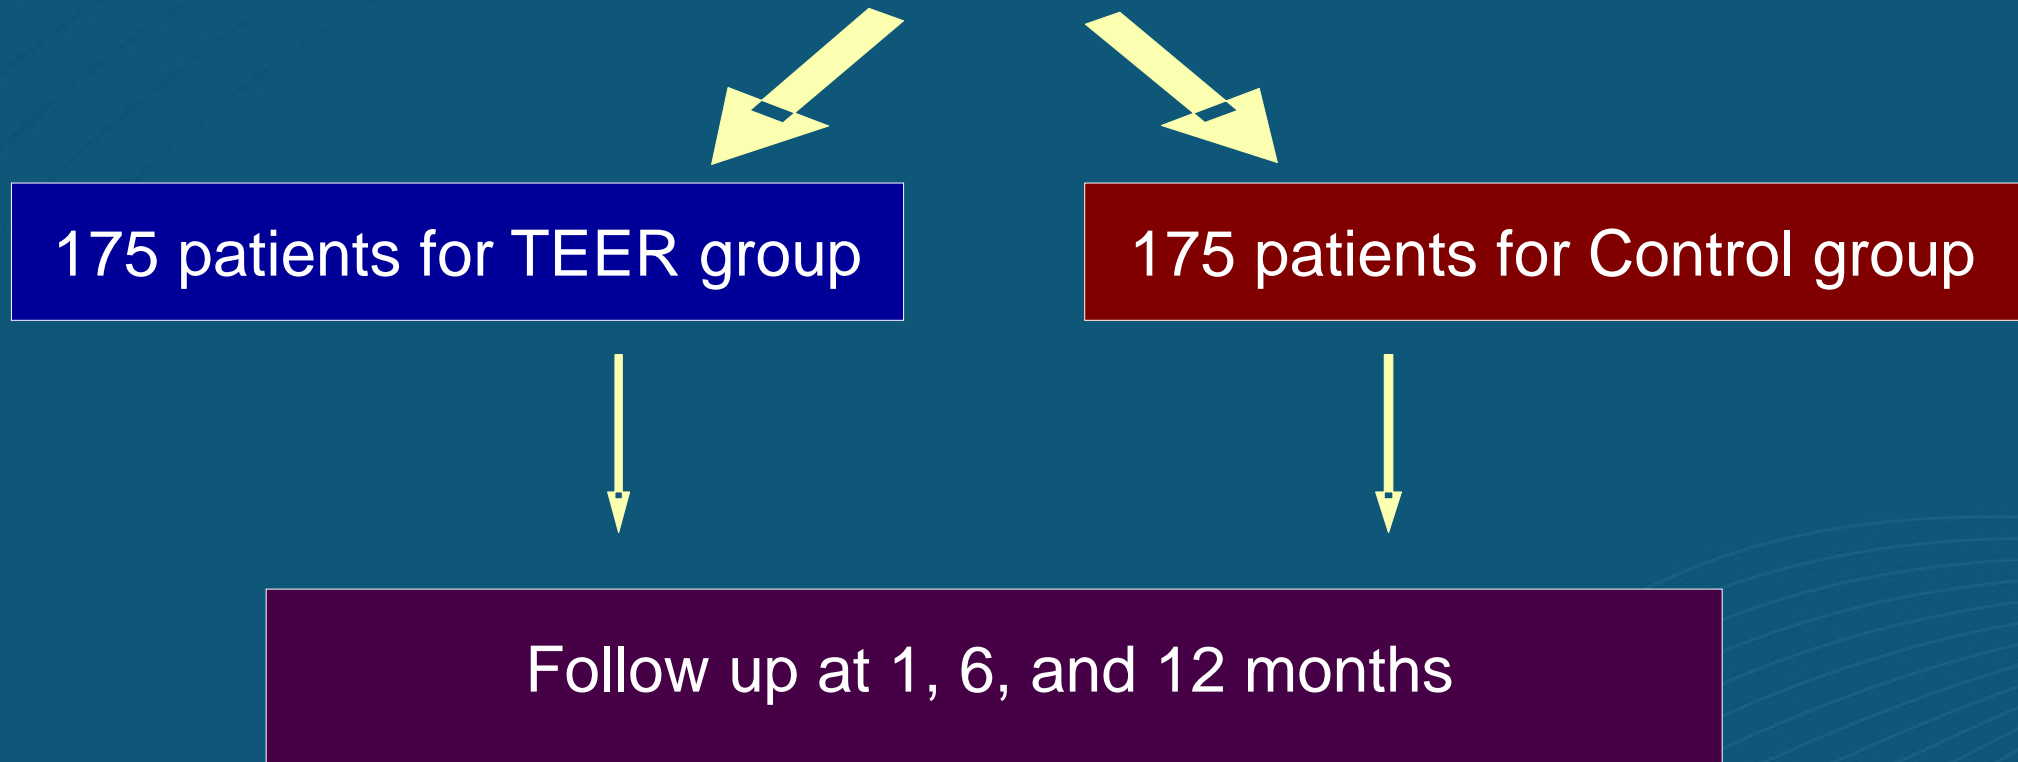 175 patients for TEER group
175 patients for Control group
Follow up at 1, 6, and 12 months